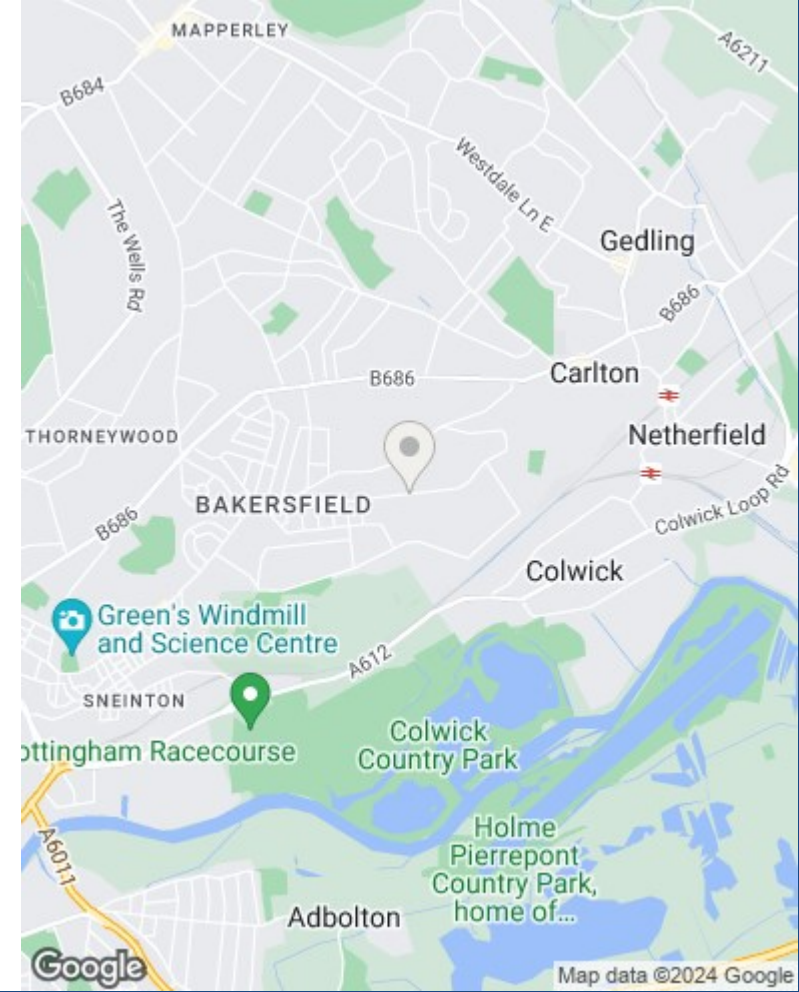 MAPPERLEY
A6211
B684
Westdale Ln E
The Wells Rd
Gedling
B686
B686
Carlton
THORNEYWOOD
Netherfield
BAKERSFIELD
Colwick Loop Rd
B686
Colwick
Green's Windmill
and Science Centre
A612
SNEINTON
Colwick
Country Park
ottingham Racecourse
Holme
Pierrepont
Country Park,
home of...
A6011
Adbolton
Google
Map data ©2024 Google